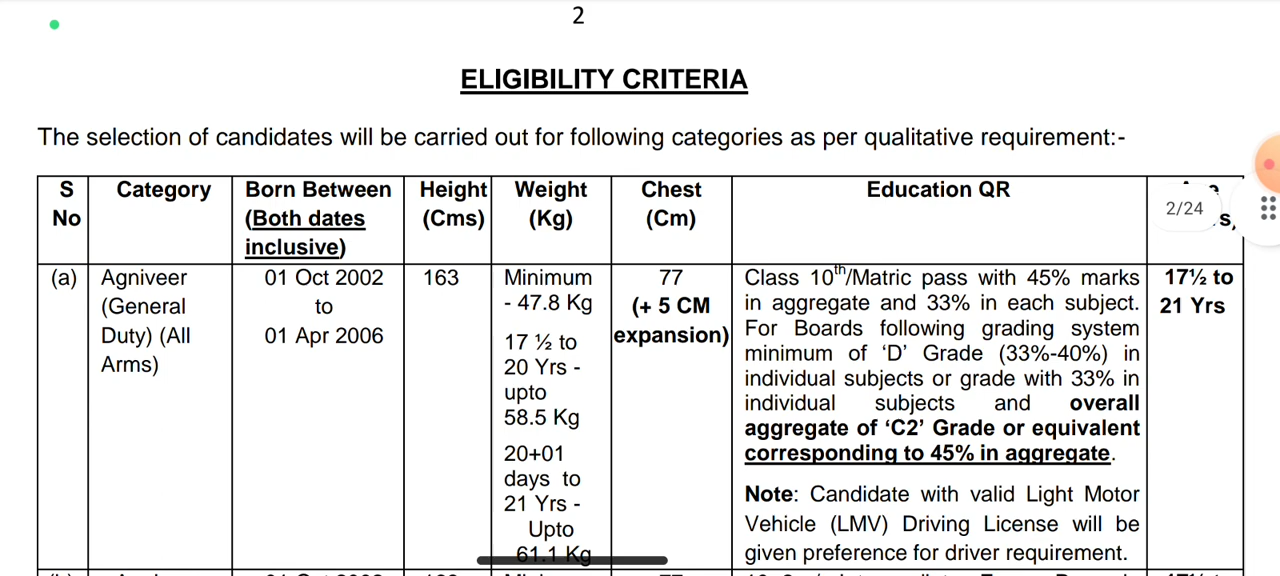 2
ELIGIBILITY CRITERIA
The selection of candidates will be carried out for following categories as per qualitative requirement:-
S No
Category
Born Between (Both dates inclusive)
Height (Cms)
Weight (Kg)
Chest (Cm)
Education QR
2/24
(a)
Agniveer
(General
Duty) (All
Arms)
01 Oct 2002
to
01 Apr 2006
163
Minimum
- 47.8 Kg
17 ½ to
20 Yrs -
upto
58.5 Kg
20+01
days to
21 Yrs -
Upto
61.1 Kg
77
(+ 5 CM
expansion)
Class 10th/Matric pass with 45% marks
in aggregate and 33% in each subject.
For Boards following grading system
minimum of ‘D’ Grade (33%-40%) in
individual subjects or grade with 33% in
individual subjects and overall
aggregate of ‘C2’ Grade or equivalent
corresponding to 45% in aggregate.
Note: Candidate with valid Light Motor
Vehicle (LMV) Driving License will be
given preference for driver requirement.
17½ to
21 Yrs